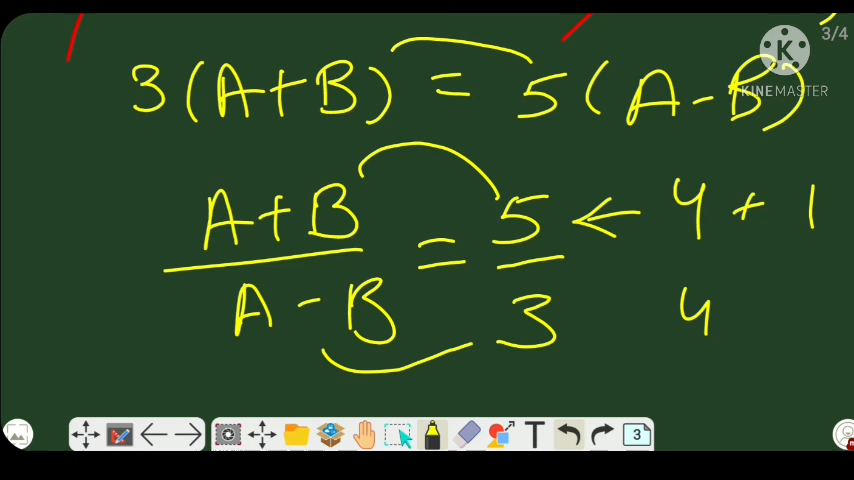 3/4
KINEMASTER
3(A+B) = 5(A-B)
A+B = 5 ← 4 + 1
A-B 3 4
T 3